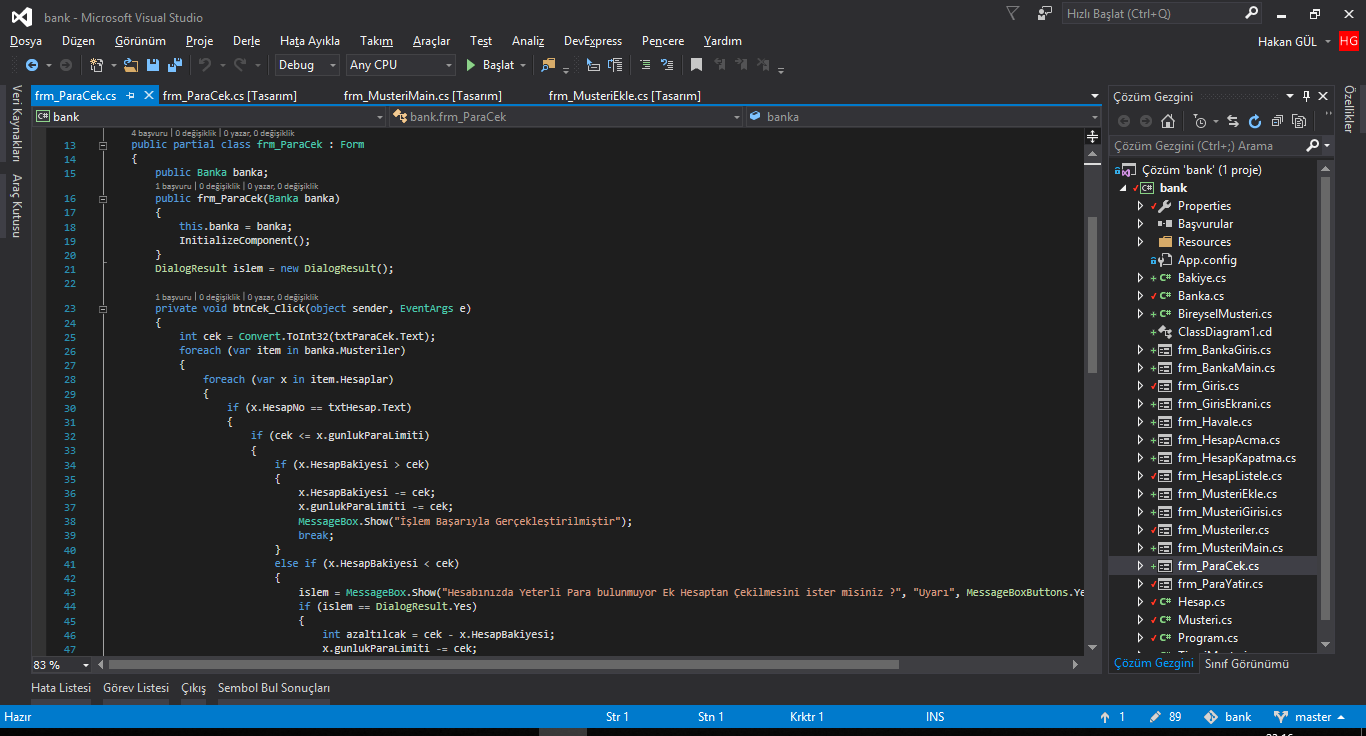 bank - Microsoft Visual Studio
Hızlı Başlat (Ctrl+Q)
Dosya Düzen Görünüm Proje Derle Hata Ayıkla Takım Araçlar Test Analiz DevExpress Pencere Yardım
Hakan GÜL HG
Debug Any CPU Başlat
frm_ParaCek.cs frm_ParaCek.cs [Tasarım] frm_MusteriMain.cs [Tasarım] frm_MusteriEkle.cs [Tasarım]
bank bank.frm_ParaCek banka
Veri Kaynakları
Araç Kutusu
4 başvuru | 0 değişiklik | 0 yazar, 0 değişiklik
13 public partial class frm_ParaCek : Form
14 {
15 public Banka banka;
1 başvuru | 0 değişiklik | 0 yazar, 0 değişiklik
16 public frm_ParaCek(Banka banka)
17 {
18 this.banka = banka;
19 InitializeComponent();
20 }
21 DialogResult islem = new DialogResult();
22
1 başvuru | 0 değişiklik | 0 yazar, 0 değişiklik
23 private void btnCek_Click(object sender, EventArgs e)
24 {
25 int cek = Convert.ToInt32(txtParaCek.Text);
26 foreach (var item in banka.Musteriler)
27 {
28 foreach (var x in item.Hesaplar)
29 {
30 if (x.HesapNo == txtHesap.Text)
31 {
32 if (cek <= x.gunlukParaLimiti)
33 {
34 if (x.HesapBakiyesi > cek)
35 {
36 x.HesapBakiyesi -= cek;
37 x.gunlukParaLimiti -= cek;
38 MessageBox.Show("İşlem Başarıyla Gerçekleştirilmiştir");
39 break;
40 }
41 else if (x.HesapBakiyesi < cek)
42 {
43 islem = MessageBox.Show("Hesabınızda Yeterli Para bulunmuyor Ek Hesaptan Çekilmesini ister misiniz ?", "Uyarı", MessageBoxButtons.Ye
44 if (islem == DialogResult.Yes)
45 {
46 int azaltılcak = cek - x.HesapBakiyesi;
47 x.gunlukParaLimiti -= cek;
83 %
Çözüm Gezgini
Çözüm Gezgini (Ctrl+;) Arama
Çözüm 'bank' (1 proje)
C# bank
Properties
Başvurular
Resources
App.config
C# Bakiye.cs
C# Banka.cs
C# BireyselMusteri.cs
ClassDiagram1.cd
frm_BankaGiris.cs
frm_BankaMain.cs
frm_Giris.cs
frm_GirisEkrani.cs
frm_Havale.cs
frm_HesapAcma.cs
frm_HesapKapatma.cs
frm_HesapListele.cs
frm_MusteriEkle.cs
frm_MusteriGirisi.cs
frm_Musteriler.cs
frm_MusteriMain.cs
frm_ParaCek.cs
frm_ParaYatir.cs
C# Hesap.cs
C# Musteri.cs
C# Program.cs
Çözüm Gezgini Sınıf Görünümü
Özellikler
Hata Listesi Görev Listesi Çıkış Sembol Bul Sonuçları
Hazır Str 1 Stn 1 Krktr 1 INS 1 89 bank master